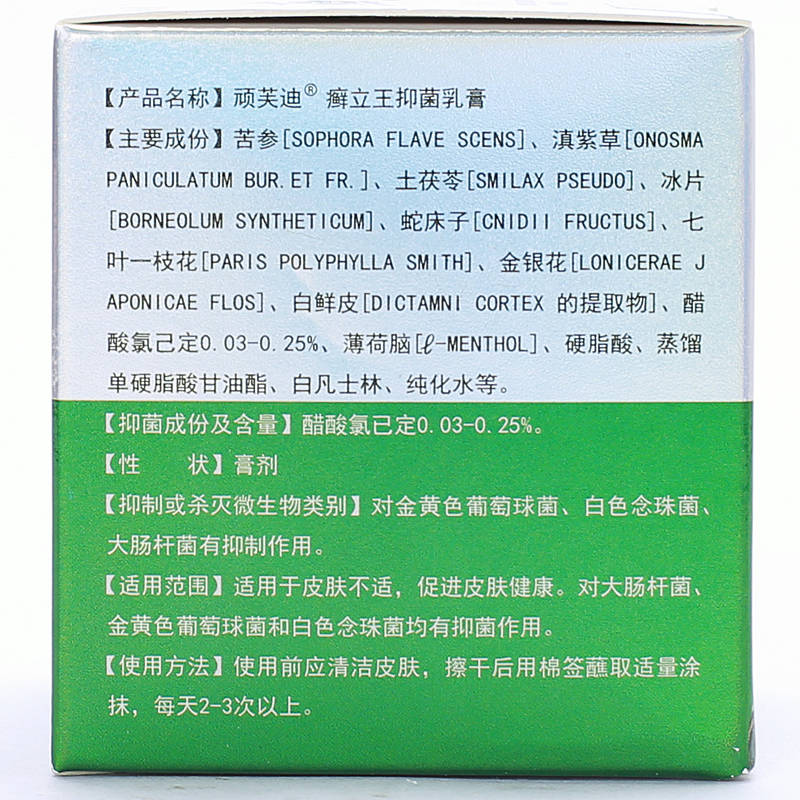 【产品名称】顽芙迪® 癣立王抑菌乳膏
【主要成份】苦参[SOPHORA FLAVE SCENS]、滇紫草[ONOSMA
PANICULATUM BUR.ET FR.]、土茯苓[SMILAX PSEUDO]、冰片
[BORNEOLUM SYNTHETICUM]、蛇床子[CNIDII FRUCTUS]、七
叶一枝花[PARIS POLYPHYLLA SMITH]、金银花[LONICERAE J
APONICAE FLOS]、白鲜皮[DICTAMNI CORTEX 的提取物]、醋
酸氯己定0.03-0.25%、薄荷脑[ℓ-MENTHOL]、硬脂酸、蒸馏
单硬脂酸甘油酯、白凡士林、纯化水等。
【抑菌成份及含量】醋酸氯已定0.03-0.25%。
【性　　状】膏剂
【抑制或杀灭微生物类别】对金黄色葡萄球菌、白色念珠菌、
大肠杆菌有抑制作用。
【适用范围】适用于皮肤不适，促进皮肤健康。对大肠杆菌、
金黄色葡萄球菌和白色念珠菌均有抑菌作用。
【使用方法】使用前应清洁皮肤，擦干后用棉签蘸取适量涂
抹，每天2-3次以上。